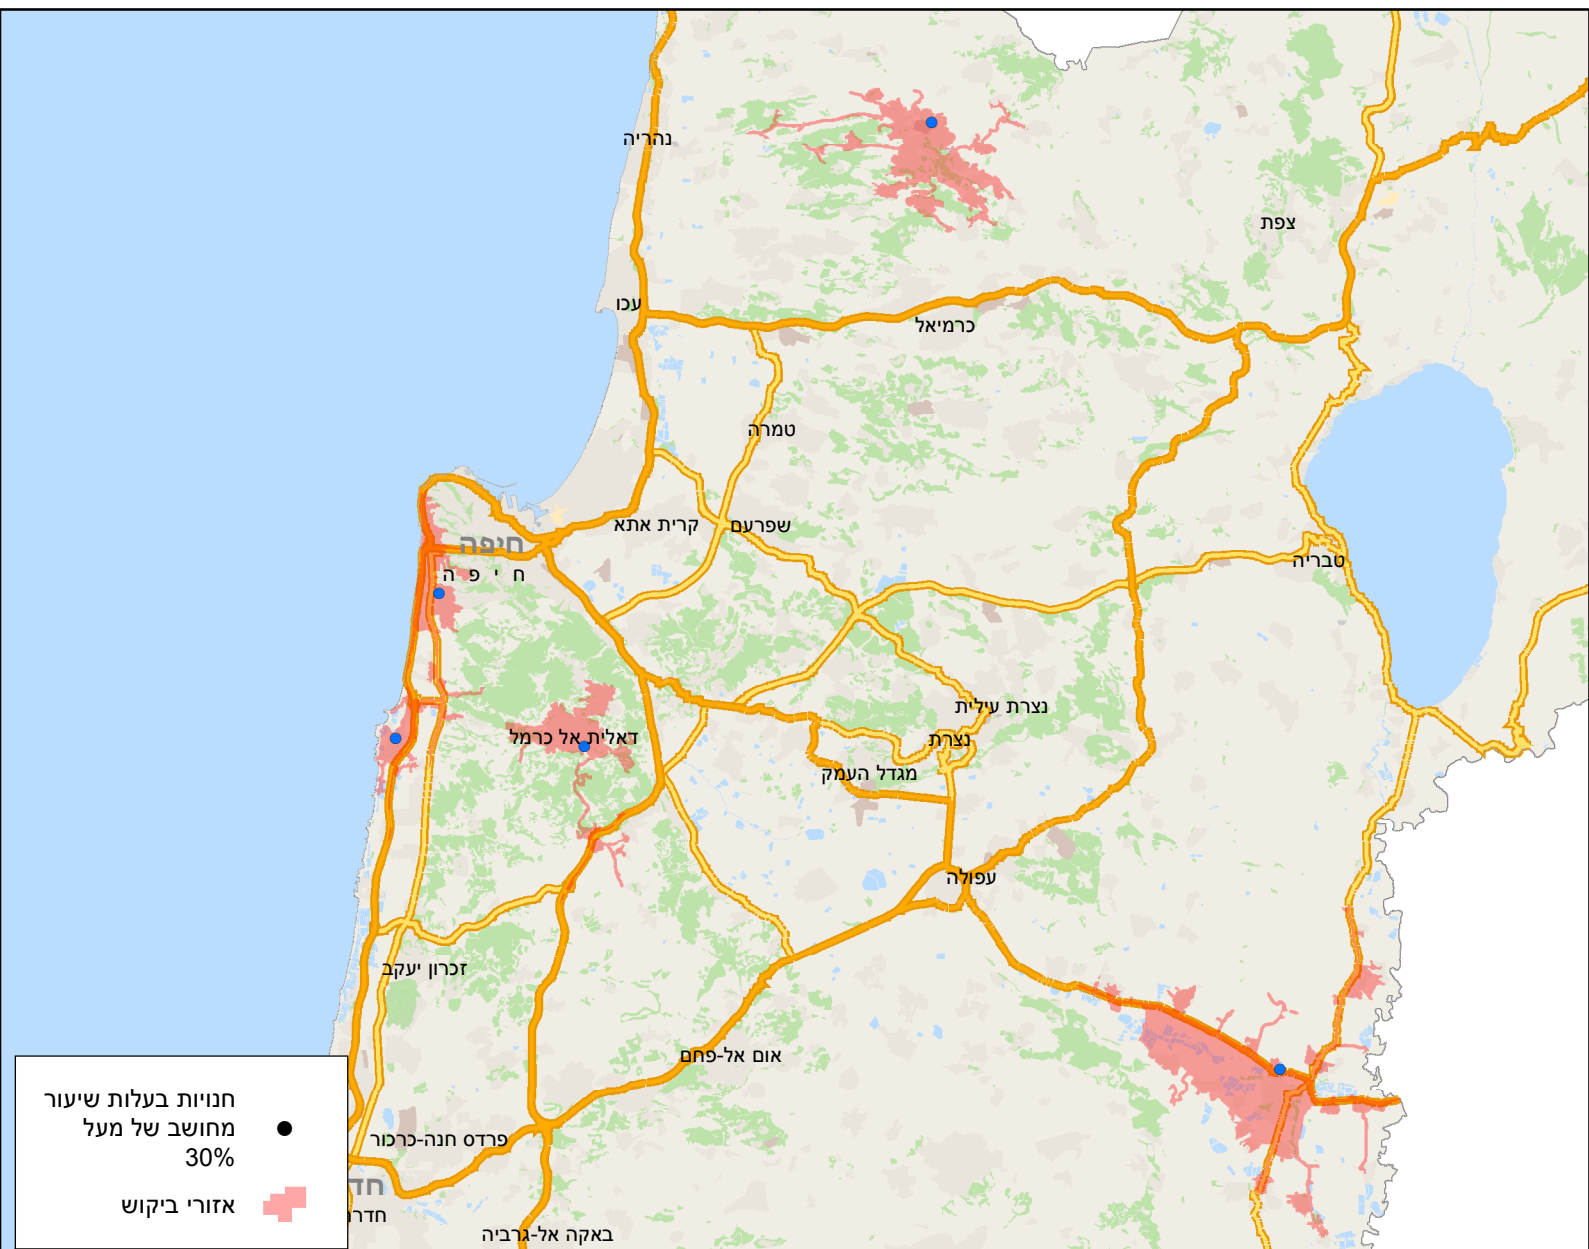 נהריה
צפת
עכו
כרמיאל
טמרה
קרית אתא
שפרעם
חיפה
ח י פ ה
טבריה
נצרת עילית
נצרת
דאלית אל כרמל
מגדל העמק
עפולה
זכרון יעקב
אום אל-פחם
פרדס חנה-כרכור
חד
חדר
באקה אל-גרביה
חנויות בעלות שיעור
מחושב של מעל
30%
אזורי ביקוש